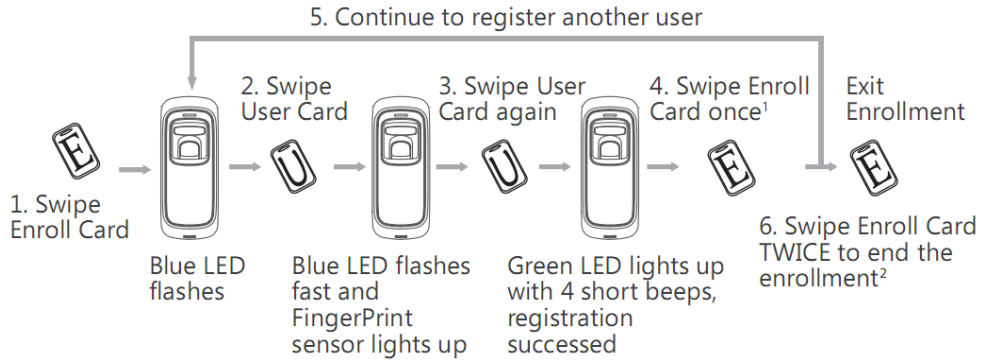 5. Continue to register another user
2. Swipe
User Card
3. Swipe User
Card again
4. Swipe Enroll
Card once¹
Exit
Enrollment
E
U
U
E
E
1. Swipe
Enroll Card
6. Swipe Enroll Card
TWICE to end the
enrollment²
Blue LED
flashes
Blue LED flashes
fast and
FingerPrint
sensor lights up
Green LED lights up
with 4 short beeps,
registration
successed